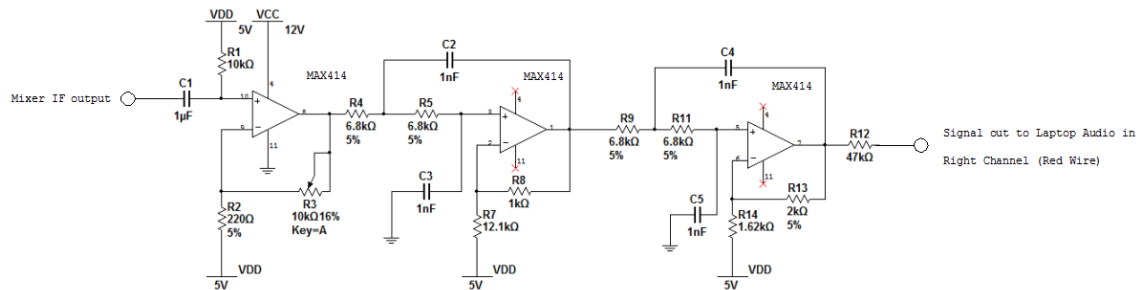 VDD
VCC
5V
12V
R1
10kΩ
MAX414
C1
1µF
Mixer IF output
4
10
9
8
11
R4
6.8kΩ
5%
R5
6.8kΩ
5%
C2
1nF
MAX414
4
3
2
1
11
R3
10kΩ16%
Key=A
R2
220Ω
5%
VDD
5V
C3
1nF
R8
1kΩ
R7
12.1kΩ
VDD
5V
R9
6.8kΩ
5%
R11
6.8kΩ
5%
C4
1nF
MAX414
4
5
6
7
11
C5
1nF
R13
2kΩ
5%
R14
1.62kΩ
VDD
5V
R12
47kΩ
Signal out to Laptop Audio in
Right Channel (Red Wire)